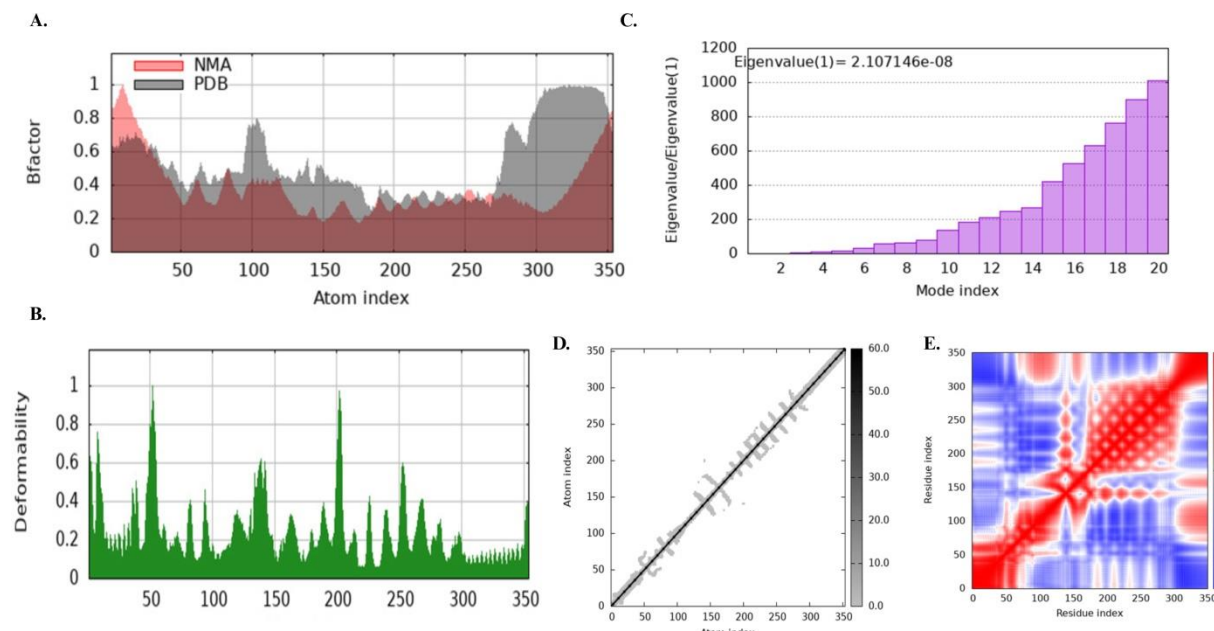 A.
NMA
PDB
Bfactor
1
0.8
0.6
0.4
0.2
0
50 100 150 200 250 300 350
Atom index
C.
Eigenvalue(1)= 2.107146e-08
Eigenvalue/Eigenvalue(1)
1200
1000
800
600
400
200
0
2 4 6 8 10 12 14 16 18 20
Mode index
B.
Deformability
1
0.8
0.6
0.4
0.2
0
50 100 150 200 250 300 350
D.
Atom index
350
300
250
200
150
100
50
0
0 50 100 150 200 250 300 350
Atom index
60.0
50.0
40.0
30.0
20.0
10.0
0.0
E.
Residue index
350
300
250
200
150
100
50
0
0 50 100 150 200 250 300 350
Residue index